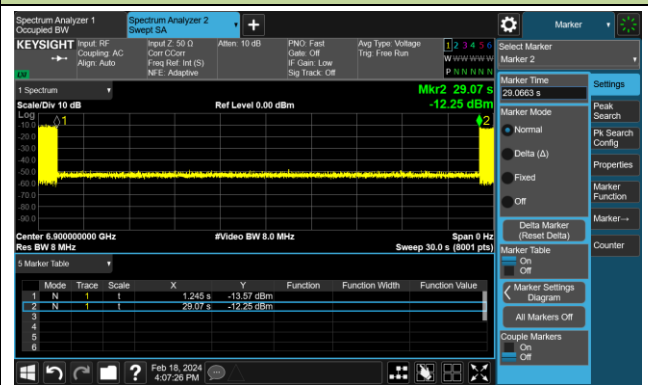 Spectrum Analyzer 1
Occupied BW
Spectrum Analyzer 2
Swept SA
Marker
KEYSIGHT
Input: RF
Coupling: AC
Align: Auto
Input Z: 50 Ω
Corr CCorr
Freq Ref: Int (S)
NFE: Adaptive
Atten: 10 dB
PNO: Fast
Gate: Off
IF Gain: Low
Sig Track: Off
Avg Type: Voltage
Trig: Free Run
1 2 3 4 5 6
W W W W W W
P N N N N N
Select Marker
Marker 2
1 Spectrum
Mkr2 29.07 s
-12.25 dBm
Scale/Div 10 dB
Ref Level 0.00 dBm
Log
-10.0
-20.0
-30.0
-40.0
-50.0
-60.0
-70.0
-80.0
-90.0
1
2
Center 6.900000000 GHz
#Video BW 8.0 MHz
Span 0 Hz
Res BW 8 MHz
Sweep 30.0 s (8001 pts)
5 Marker Table
Mode Trace Scale X Y Function Function Width Function Value
1 N 1 t 1.245 s -13.57 dBm
2 N 1 t 29.07 s -12.25 dBm
3
4
5
6
Marker Time
29.0663 s
Marker Mode
Normal
Delta (Δ)
Fixed
Off
Delta Marker
(Reset Delta)
Marker Table
On
Off
Marker Settings
Diagram
All Markers Off
Couple Markers
On
Off
Settings
Peak
Search
Pk Search
Config
Properties
Marker
Function
Marker→
Counter
Feb 18, 2024
4:07:26 PM